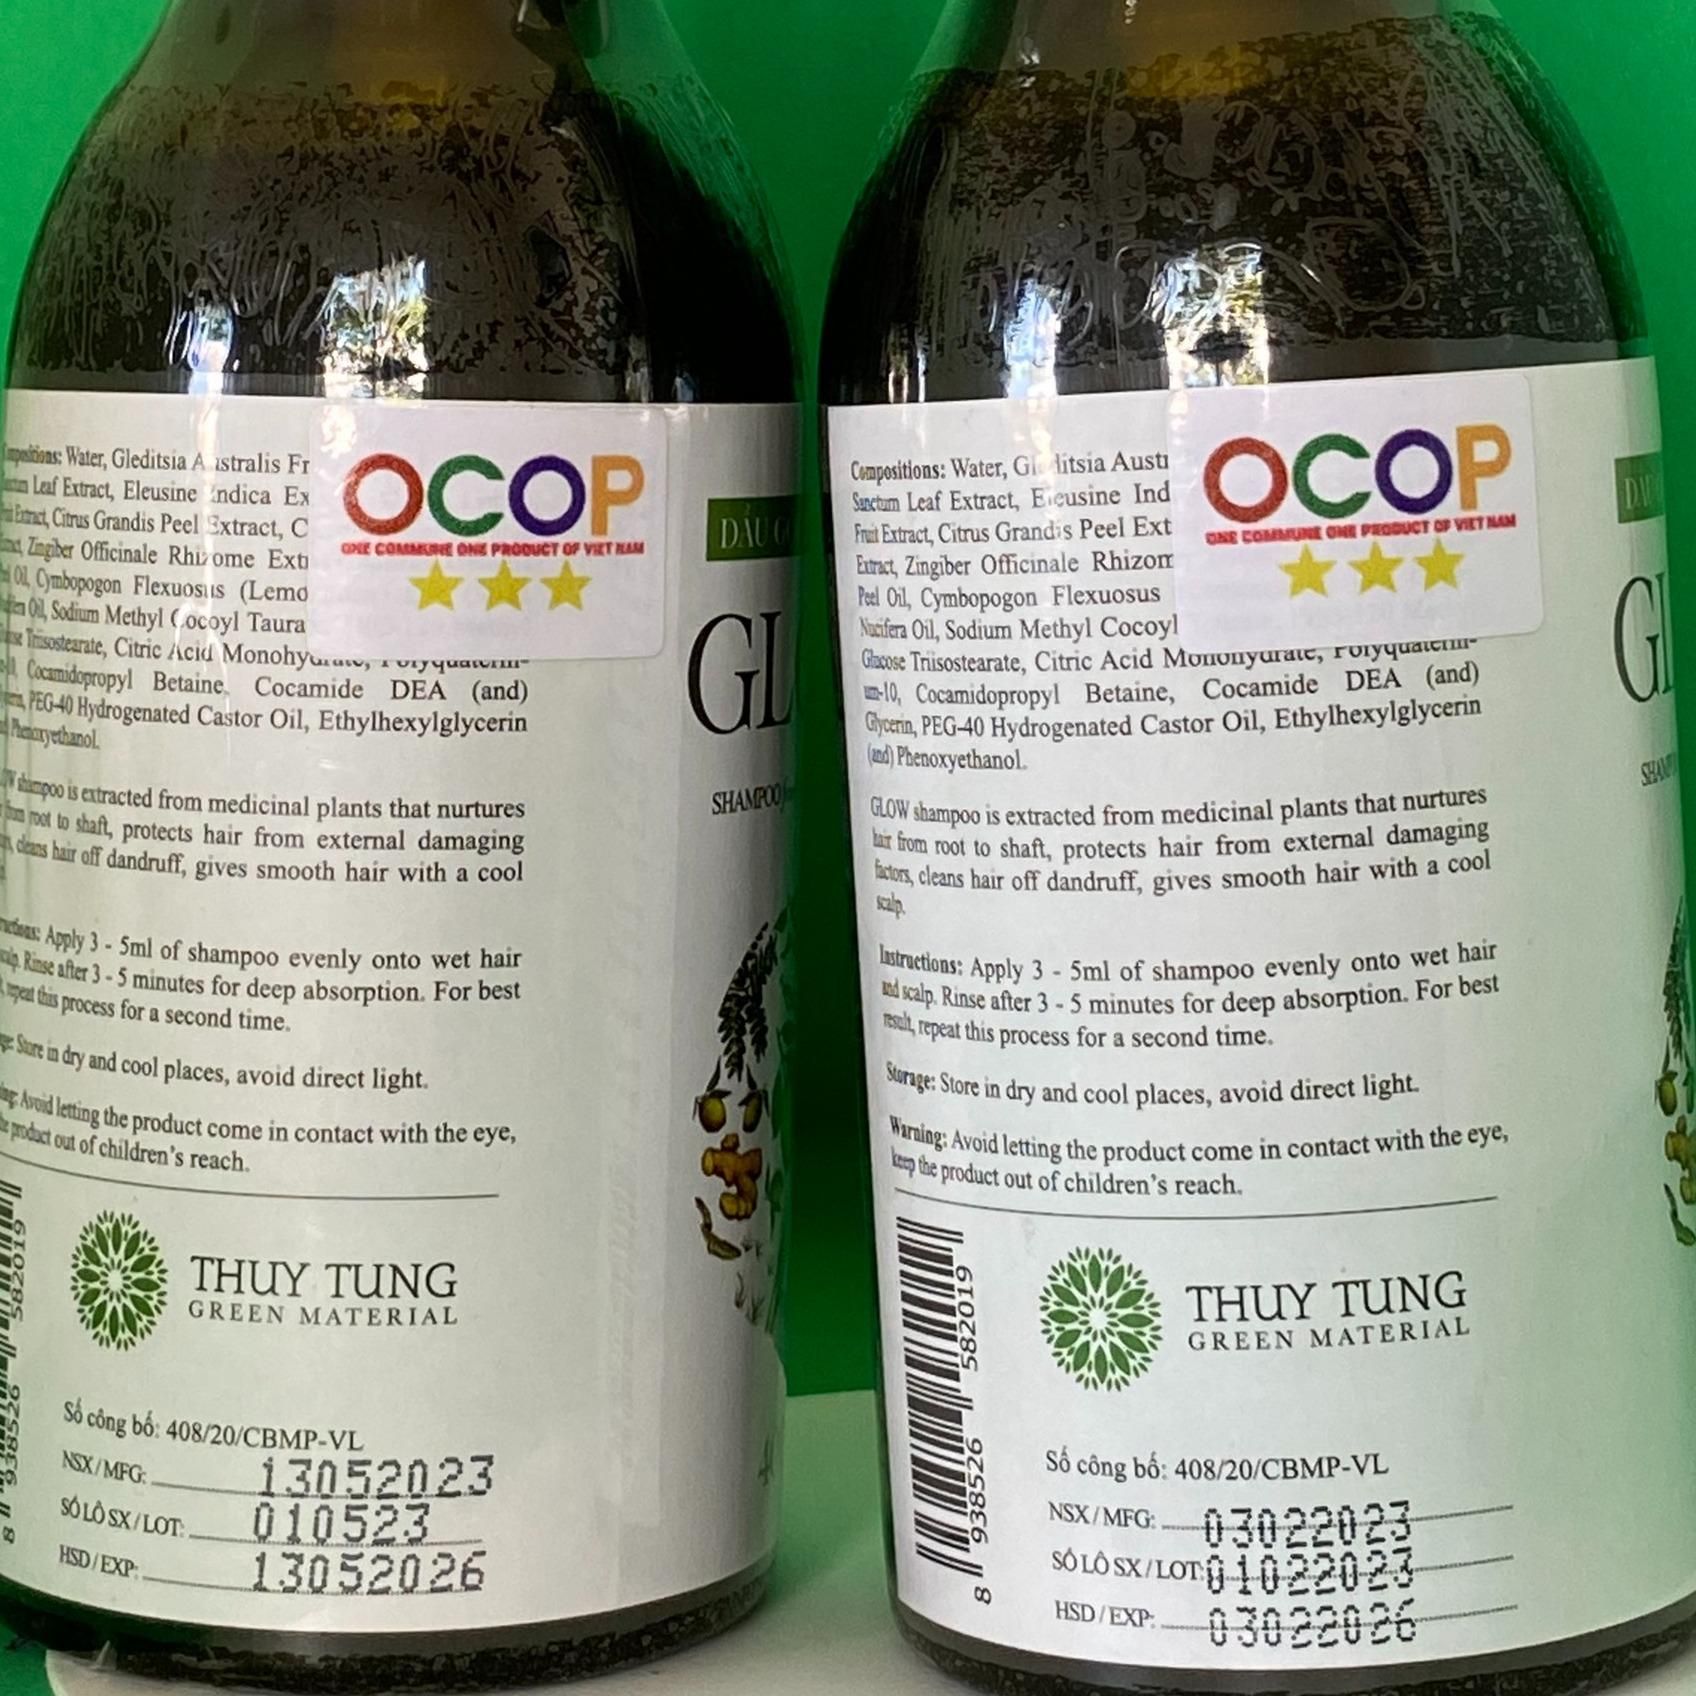 Water, Gleditsia Australis Fr
Leaf Extract, Eleusine Indica Ex
Extract, Citrus Grandis Peel Extract, C
Zingiber Officinale Rhizome Extr
Oil, Cymbopogon Flexuosus (Lemo
Oil, Sodium Methyl Cocoyl Taura
Triisostearate, Citric Acid Monohydrate, Polyquaterni-
Cocamidopropyl Betaine, Cocamide DEA (and)
PEG-40 Hydrogenated Castor Oil, Ethylhexylglycerin
Phenoxyethanol.
OCOP
ONE COMMUNE ONE PRODUCT OF VIET NAM
shampoo is extracted from medicinal plants that nurtures
from root to shaft, protects hair from external damaging
cleans hair off dandruff, gives smooth hair with a cool
Apply 3 - 5ml of shampoo evenly onto wet hair
Rinse after 3 - 5 minutes for deep absorption. For best
repeat this process for a second time.
Store in dry and cool places, avoid direct light.
Avoid letting the product come in contact with the eye,
product out of children's reach.
THUY TUNG
GREEN MATERIAL
8 938526 582019
Số công bố: 408/20/CBMP-VL
NSX/MFG: 13052023
SỐ LÔ SX/LOT: 010523
HSD/EXP: 13052026
DẦU G
GL
SHAMPOO
Compositions: Water, Gleditsia Austr
Sanctum Leaf Extract, Eleusine Ind
Fruit Extract, Citrus Grandis Peel Ext
Extract, Zingiber Officinale Rhizom
Peel Oil, Cymbopogon Flexuosus
Nucifera Oil, Sodium Methyl Cocoyl
Glucose Triisostearate, Citric Acid Monohydrate, Polyquaterni-
um-10, Cocamidopropyl Betaine, Cocamide DEA (and)
Glycerin, PEG-40 Hydrogenated Castor Oil, Ethylhexylglycerin
(and) Phenoxyethanol.
OCOP
ONE COMMUNE ONE PRODUCT OF VIET NAM
GLOW shampoo is extracted from medicinal plants that nurtures
hair from root to shaft, protects hair from external damaging
factors, cleans hair off dandruff, gives smooth hair with a cool
scalp.
Instructions: Apply 3 - 5ml of shampoo evenly onto wet hair
and scalp. Rinse after 3 - 5 minutes for deep absorption. For best
result, repeat this process for a second time.
Storage: Store in dry and cool places, avoid direct light.
Warning: Avoid letting the product come in contact with the eye,
keep the product out of children's reach.
THUY TUNG
GREEN MATERIAL
8 938526 582019
Số công bố: 408/20/CBMP-VL
NSX/MFG: 03022023
SỐ LÔ SX/LOT: 01022023
HSD/EXP: 03022026